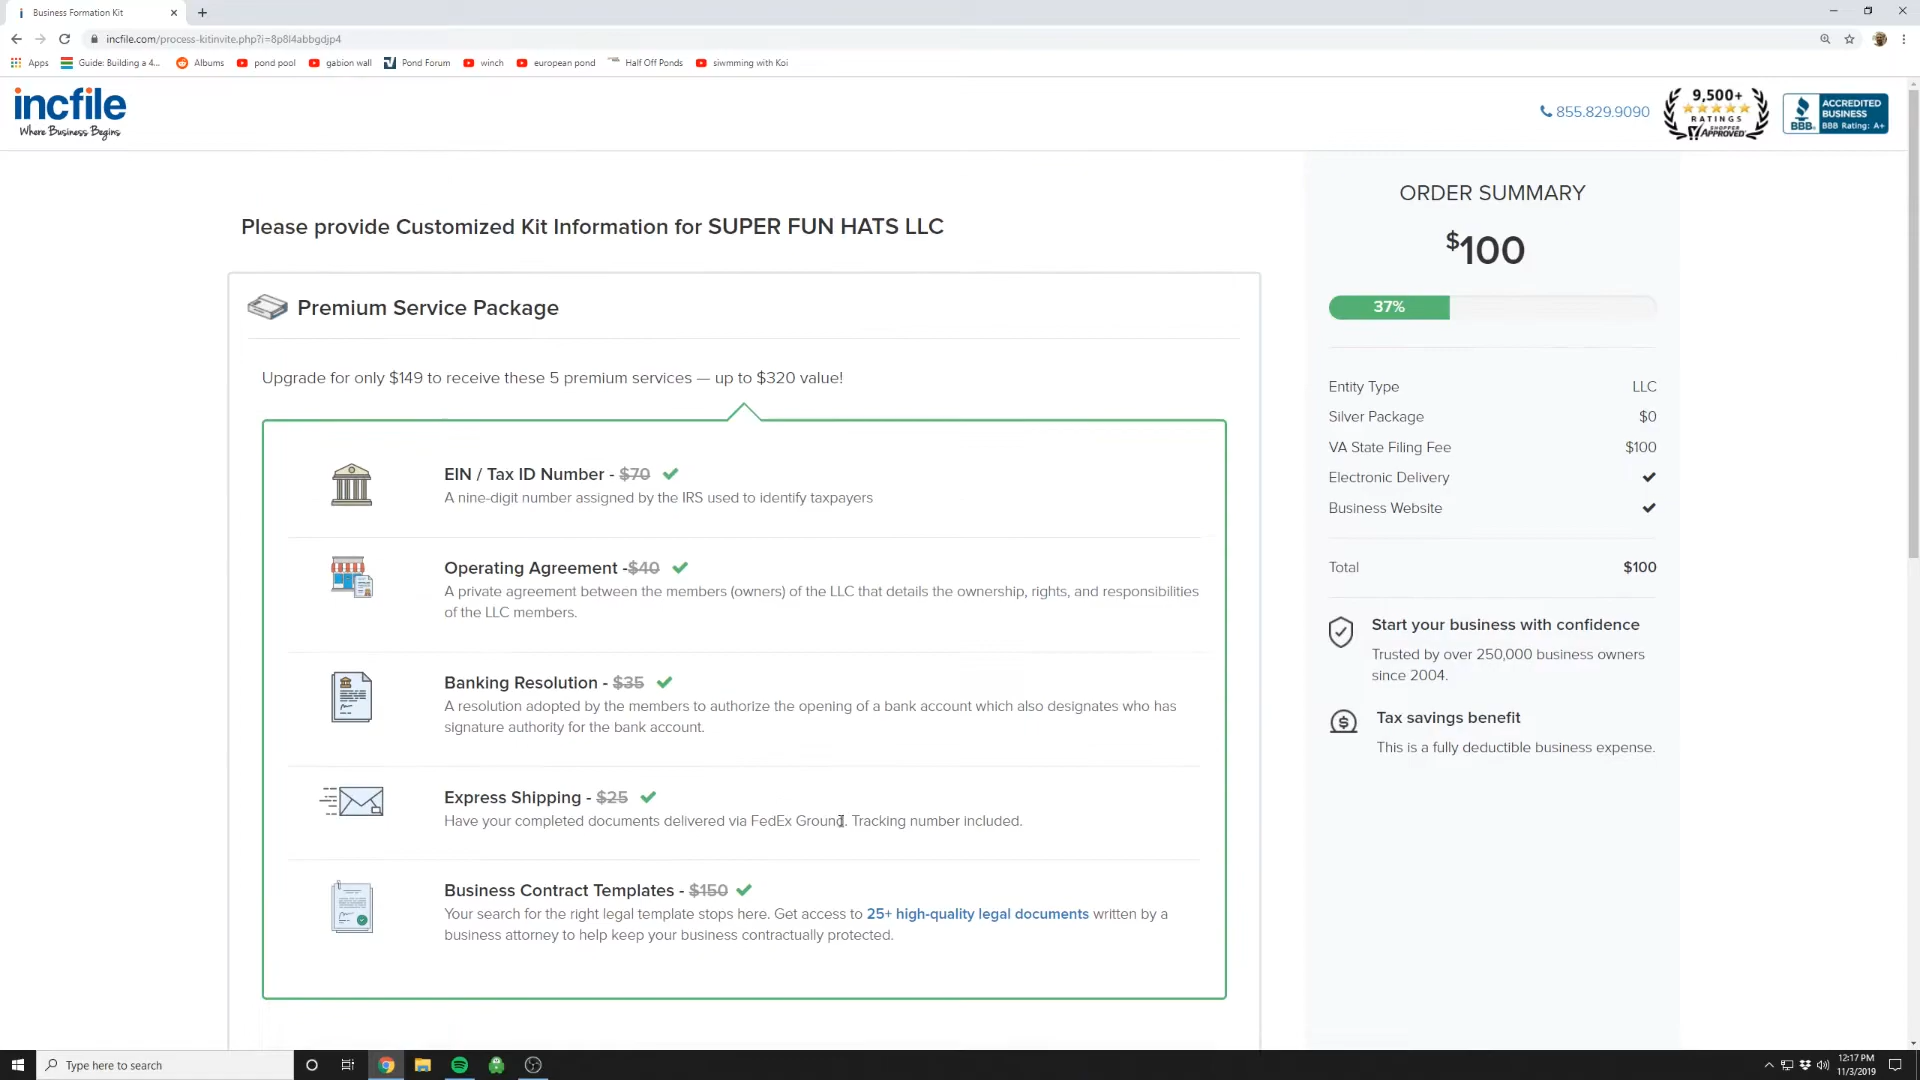 Business Formation Kit
incfile.com/process-kitinvite.php?i=8p8l4abbgdjp4
Apps
Guide: Building a 4...
Albums
pond pool
gabion wall
Pond Forum
winch
european pond
Half Off Ponds
siwmming with Koi
incfile
Where Business Begins
855.829.9090
9,500+
RATINGS
SHOPPER
APPROVED
BBB.
ACCREDITED
BUSINESS
BBB Rating: A+
Please provide Customized Kit Information for SUPER FUN HATS LLC
Premium Service Package
Upgrade for only $149 to receive these 5 premium services — up to $320 value!
EIN / Tax ID Number - $70
A nine-digit number assigned by the IRS used to identify taxpayers
Operating Agreement -$40
A private agreement between the members (owners) of the LLC that details the ownership, rights, and responsibilities
of the LLC members.
Banking Resolution - $35
A resolution adopted by the members to authorize the opening of a bank account which also designates who has
signature authority for the bank account.
Express Shipping - $25
Have your completed documents delivered via FedEx Ground. Tracking number included.
Business Contract Templates - $150
Your search for the right legal template stops here. Get access to 25+ high-quality legal documents written by a
business attorney to help keep your business contractually protected.
ORDER SUMMARY
$100
37%
Entity Type LLC
Silver Package $0
VA State Filing Fee $100
Electronic Delivery
Business Website
Total $100
Start your business with confidence
Trusted by over 250,000 business owners
since 2004.
Tax savings benefit
This is a fully deductible business expense.
Type here to search
12:17 PM
11/3/2019